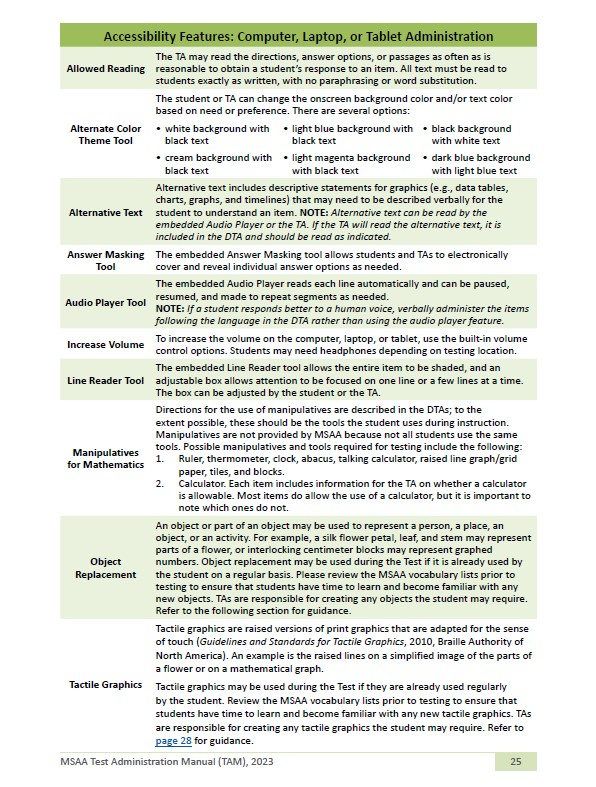 Accessibility Features: Computer, Laptop, or Tablet Administration
Allowed Reading
The TA may read the directions, answer options, or passages as often as is
reasonable to obtain a student's response to an item. All text must be read to
students exactly as written, with no paraphrasing or word substitution.
Alternate Color
Theme Tool
The student or TA can change the onscreen background color and/or text color
based on need or preference. There are several options:
• white background with black text
• light blue background with black text
• black background with white text
• cream background with black text
• light magenta background with black text
• dark blue background with light blue text
Alternative Text
Alternative text includes descriptive statements for graphics (e.g., data tables,
charts, graphs, and timelines) that may need to be described verbally for the
student to understand an item. NOTE: Alternative text can be read by the
embedded Audio Player or the TA. If the TA will read the alternative text, it is
included in the DTA and should be read as indicated.
Answer Masking
Tool
The embedded Answer Masking tool allows students and TAs to electronically
cover and reveal individual answer options as needed.
Audio Player Tool
The embedded Audio Player reads each line automatically and can be paused,
resumed, and made to repeat segments as needed.
NOTE: If a student responds better to a human voice, verbally administer the items
following the language in the DTA rather than using the audio player feature.
Increase Volume
To increase the volume on the computer, laptop, or tablet, use the built-in volume
control options. Students may need headphones depending on testing location.
Line Reader Tool
The embedded Line Reader tool allows the entire item to be shaded, and an
adjustable box allows attention to be focused on one line or a few lines at a time.
The box can be adjusted by the student or the TA.
Manipulatives
for Mathematics
Directions for the use of manipulatives are described in the DTAs; to the
extent possible, these should be the tools the student uses during instruction.
Manipulatives are not provided by MSAA because not all students use the same
tools. Possible manipulatives and tools required for testing include the following:
1. Ruler, thermometer, clock, abacus, talking calculator, raised line graph/grid
paper, tiles, and blocks.
2. Calculator. Each item includes information for the TA on whether a calculator
is allowable. Most items do allow the use of a calculator, but it is important to
note which ones do not.
Object
Replacement
An object or part of an object may be used to represent a person, a place, an
object, or an activity. For example, a silk flower petal, leaf, and stem may represent
parts of a flower, or interlocking centimeter blocks may represent graphed
numbers. Object replacement may be used during the Test if it is already used by
the student on a regular basis. Please review the MSAA vocabulary lists prior to
testing to ensure that students have time to learn and become familiar with any
new objects. TAs are responsible for creating any objects the student may require.
Refer to the following section for guidance.
Tactile Graphics
Tactile graphics are raised versions of print graphics that are adapted for the sense
of touch (Guidelines and Standards for Tactile Graphics, 2010, Braille Authority of
North America). An example is the raised lines on a simplified image of the parts of
a flower or on a mathematical graph.
Tactile graphics may be used during the Test if they are already used regularly
by the student. Review the MSAA vocabulary lists prior to testing to ensure that
students have time to learn and become familiar with any new tactile graphics. TAs
are responsible for creating any tactile graphics the student may require. Refer to
page 28 for guidance.
MSAA Test Administration Manual (TAM), 2023
25